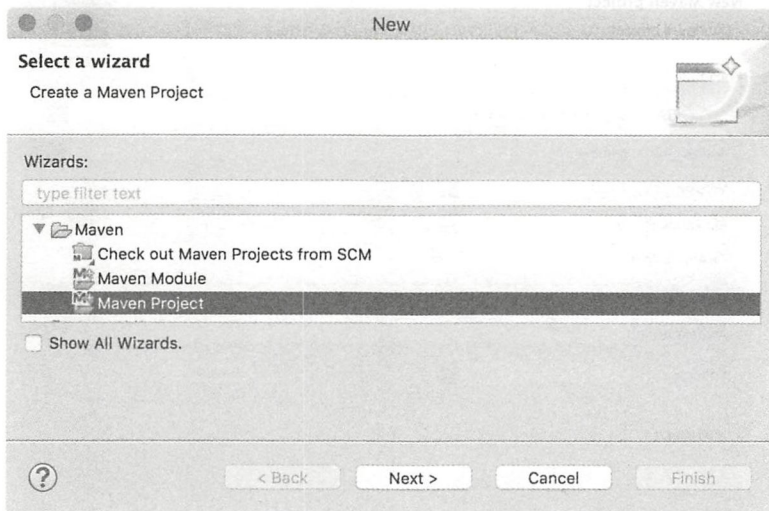 New
Select a wizard
Create a Maven Project
Wizards:
type filter text
Maven
Check out Maven Projects from SCM
Maven Module
Maven Project
Show All Wizards.
?
< Back
Next >
Cancel
Finish